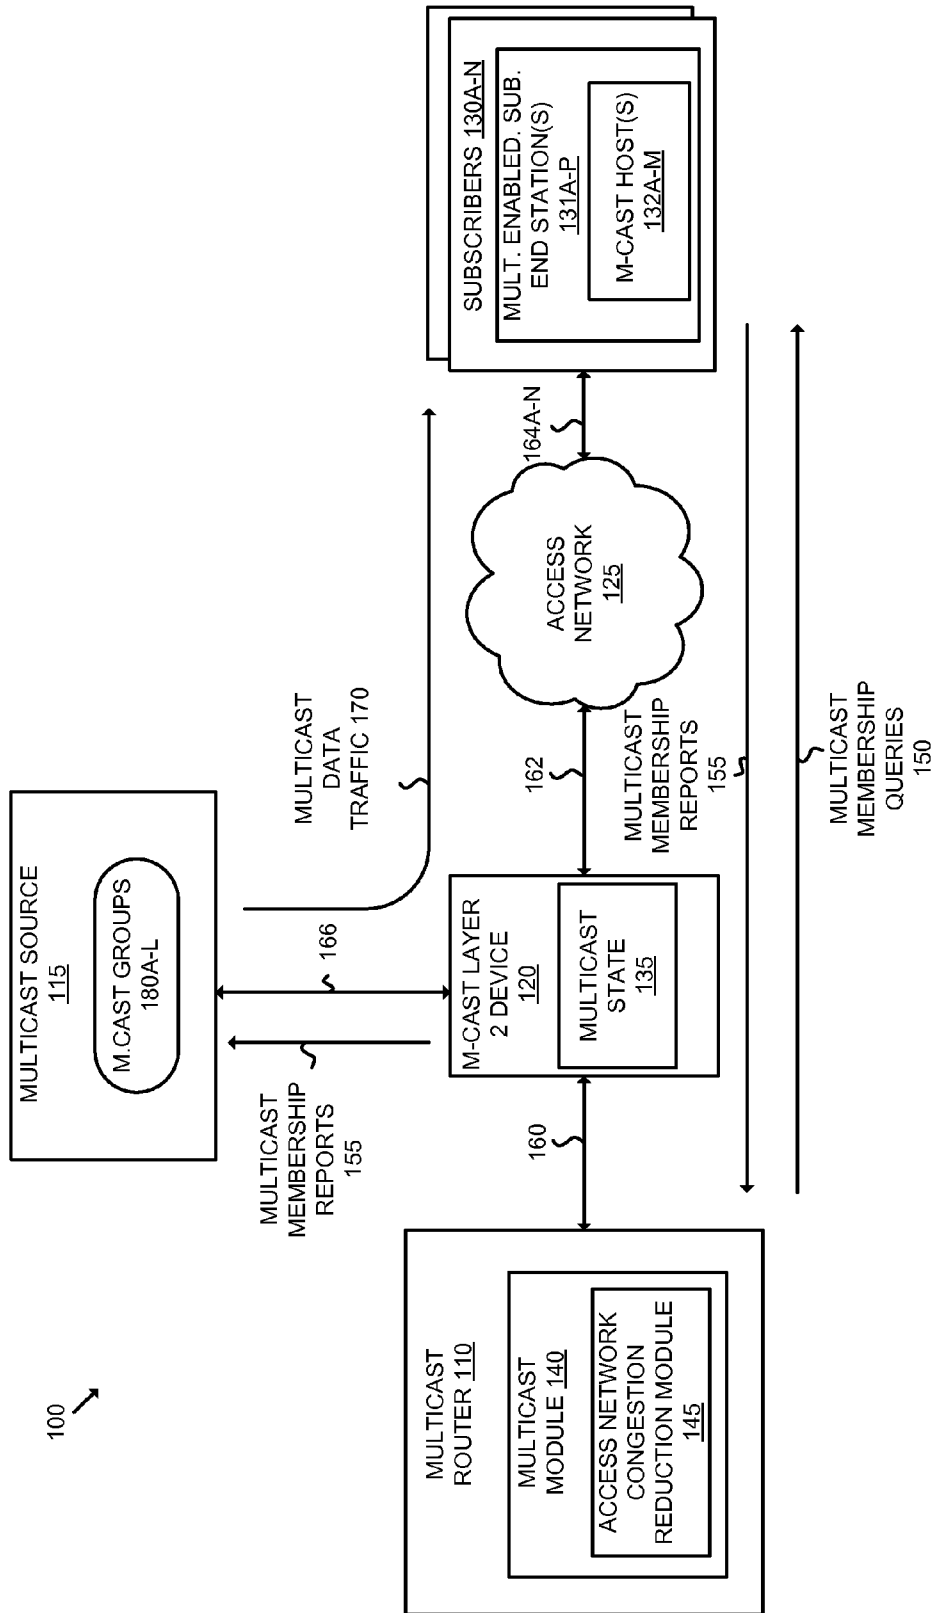 100
MULTICAST SOURCE
115
M.CAST GROUPS
180A-L
MULTICAST
MEMBERSHIP
REPORTS
155
166
MULTICAST
DATA
TRAFFIC 170
MULTICAST
ROUTER 110
MULTICAST
MODULE 140
ACCESS NETWORK
CONGESTION
REDUCTION MODULE
145
160
M-CAST LAYER
2 DEVICE
120
MULTICAST
STATE
135
162
ACCESS
NETWORK
125
164A-N
SUBSCRIBERS 130A-N
MULT. ENABLED. SUB.
END STATION(S)
131A-P
M-CAST HOST(S)
132A-M
MULTICAST
MEMBERSHIP
REPORTS
155
MULTICAST
MEMBERSHIP
QUERIES
150